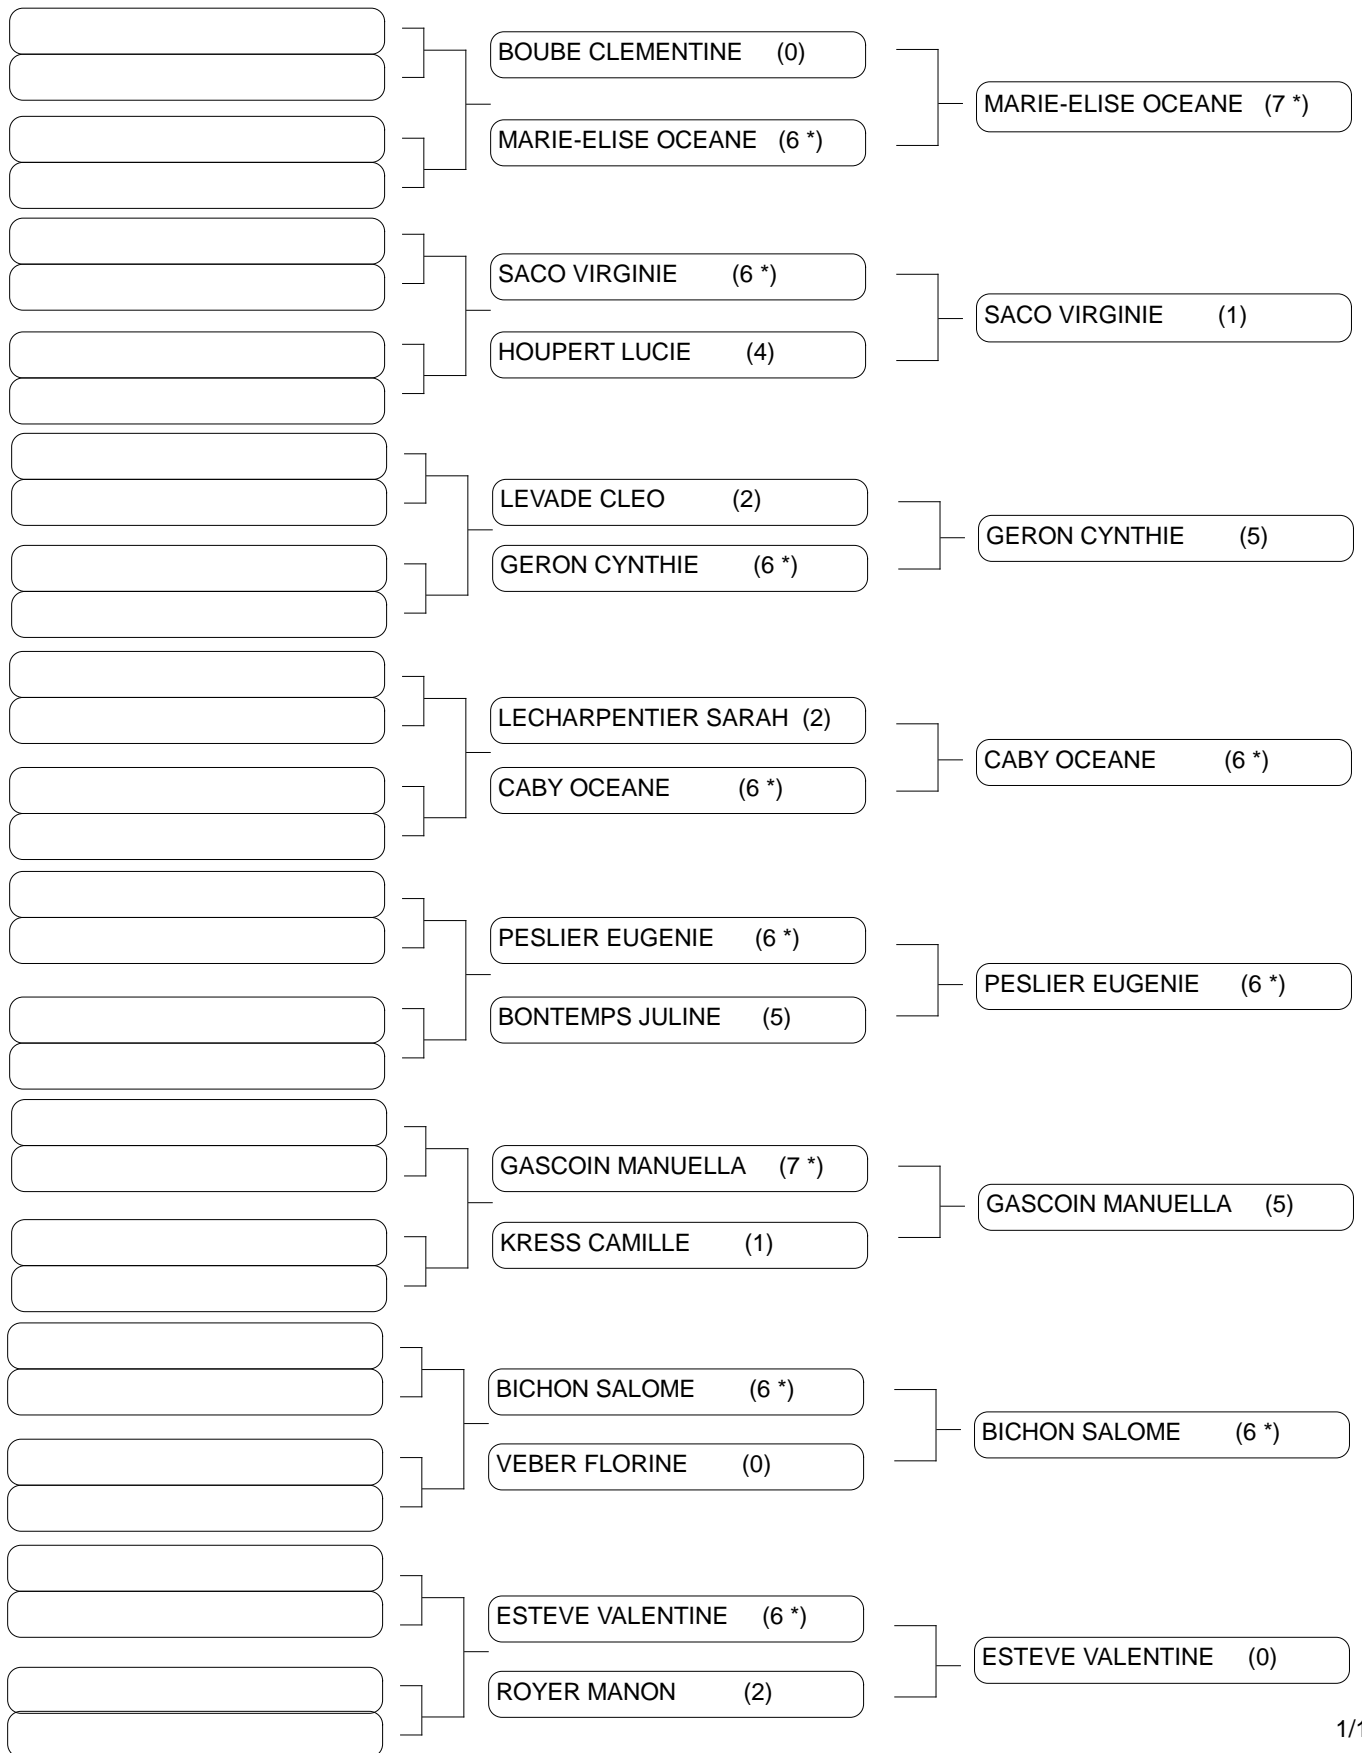 BOUBE CLEMENTINE (0)
MARIE-ELISE OCEANE (7 *)
MARIE-ELISE OCEANE (6 *)
SACO VIRGINIE (6 *)
SACO VIRGINIE (1)
HOUPERT LUCIE (4)
LEVADE CLEO (2)
GERON CYNTHIE (5)
GERON CYNTHIE (6 *)
LECHARPENTIER SARAH (2)
CABY OCEANE (6 *)
CABY OCEANE (6 *)
PESLIER EUGENIE (6 *)
PESLIER EUGENIE (6 *)
BONTEMPS JULINE (5)
GASCOIN MANUELLA (7 *)
GASCOIN MANUELLA (5)
KRESS CAMILLE (1)
BICHON SALOME (6 *)
BICHON SALOME (6 *)
VEBER FLORINE (0)
ESTEVE VALENTINE (6 *)
ESTEVE VALENTINE (0)
ROYER MANON (2)
1/1